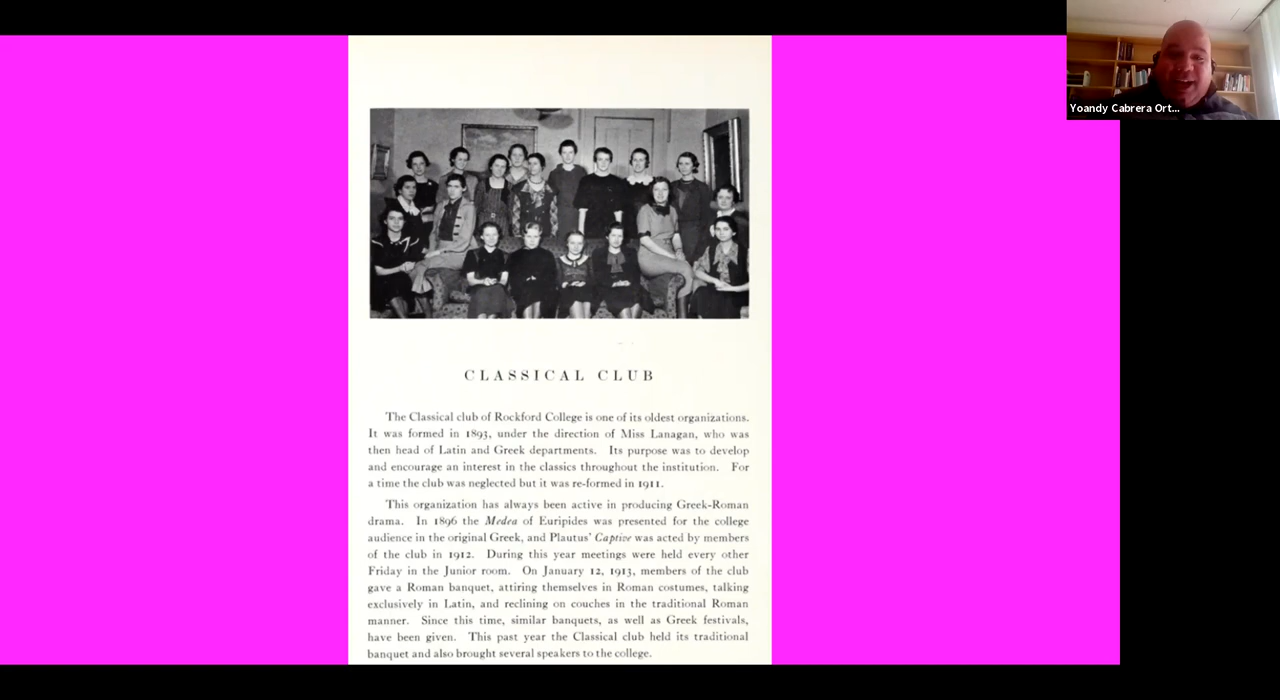 Yoandy Cabrera Ort...
CLASSICAL CLUB
The Classical club of Rockford College is one of its oldest organizations.
It was formed in 1893, under the direction of Miss Lanagan, who was
then head of Latin and Greek departments. Its purpose was to develop
and encourage an interest in the classics throughout the institution. For
a time the club was neglected but it was re-formed in 1911.
This organization has always been active in producing Greek-Roman
drama. In 1896 the Medea of Euripides was presented for the college
audience in the original Greek, and Plautus' Captive was acted by members
of the club in 1912. During this year meetings were held every other
Friday in the Junior room. On January 12, 1913, members of the club
gave a Roman banquet, attiring themselves in Roman costumes, talking
exclusively in Latin, and reclining on couches in the traditional Roman
manner. Since this time, similar banquets, as well as Greek festivals,
have been given. This past year the Classical club held its traditional
banquet and also brought several speakers to the college.